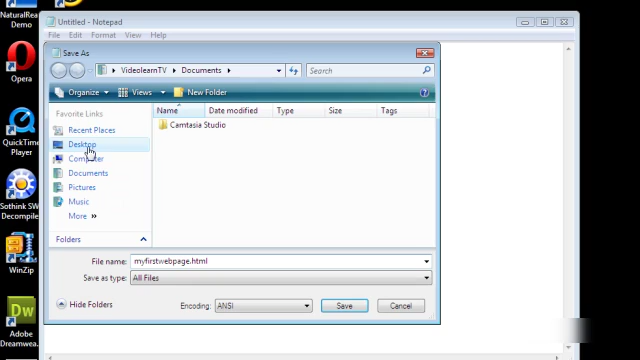 NaturalRea
Demo
Untitled - Notepad
File Edit Format View Help
Save As
VideolearnTV Documents Search
Organize Views New Folder
Favorite Links
Name Date modified Type Size Tags
Recent Places
Camtasia Studio
Desktop
Computer
Documents
Pictures
Music
More »
Folders
File name: myfirstwebpage.html
Save as type: All Files
Hide Folders
Encoding: ANSI Save Cancel
Opera
QuickTime
Player
Sothink SW
Decompile
WinZip
Dw
Adobe
Dreamwea...